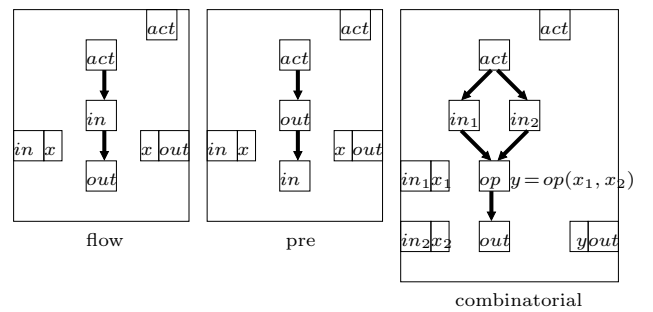 act act act
act act act
in out in₁ in₂
in x x out in x x out
out in in₁ x₁ op y = op(x₁, x₂)
flow pre in₂ x₂ out y out
combinatorial